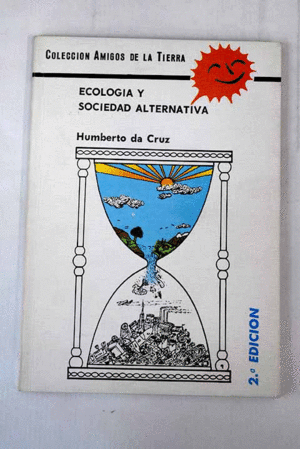 COLECCION AMIGOS DE LA TIERRA
ECOLOGIA Y
SOCIEDAD ALTERNATIVA
Humberto da Cruz
2.ª EDICION